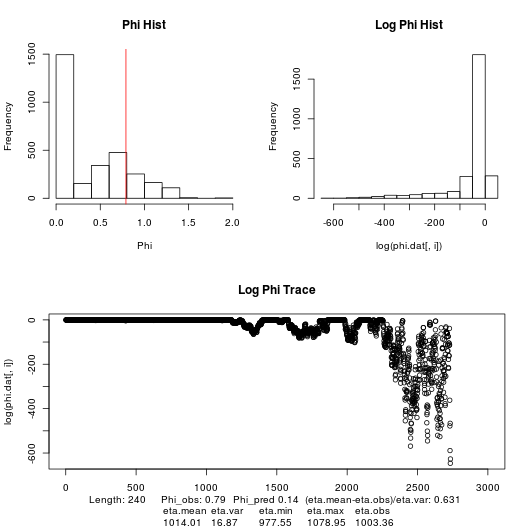 Phi Hist
Log Phi Hist
Frequency
0 500 1000 1500
0.0 0.5 1.0 1.5 2.0
Phi
Frequency
0 500 1000 1500
-600 -400 -200 0
log(phi.dat[, i])
Log Phi Trace
log(phi.dat[, i])
-600 -400 -200 0
0 500 1000 1500 2000 2500 3000
Length: 240 Phi_obs: 0.79 Phi_pred 0.14 (eta.mean-eta.obs)/eta.var: 0.631
eta.mean eta.var eta.min eta.max eta.obs
1014.01 16.87 977.55 1078.95 1003.36